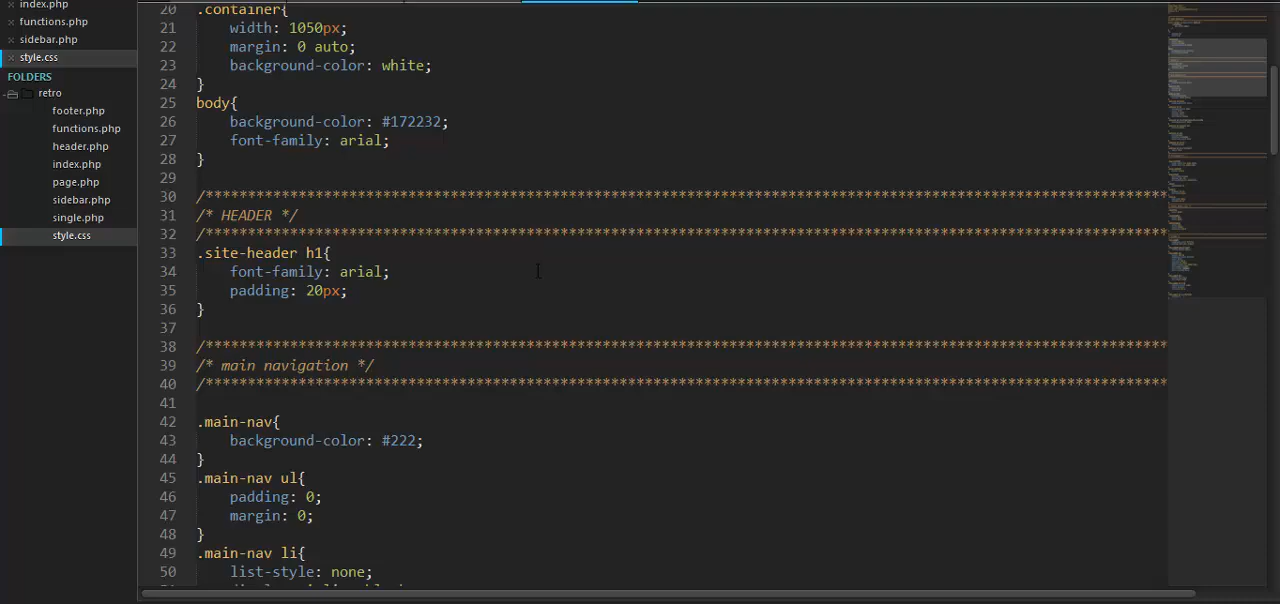 index.php
functions.php
sidebar.php
style.css
FOLDERS
retro
footer.php
functions.php
header.php
index.php
page.php
sidebar.php
single.php
style.css
20 .container{
21 width: 1050px;
22 margin: 0 auto;
23 background-color: white;
24 }
25 body{
26 background-color: #172232;
27 font-family: arial;
28 }
29
30 /*******************************************************************************************************************
31 /* HEADER */
32 /*******************************************************************************************************************
33 .site-header h1{
34 font-family: arial;
35 padding: 20px;
36 }
37
38 /*******************************************************************************************************************
39 /* main navigation */
40 /*******************************************************************************************************************
41
42 .main-nav{
43 background-color: #222;
44 }
45 .main-nav ul{
46 padding: 0;
47 margin: 0;
48 }
49 .main-nav li{
50 list-style: none;